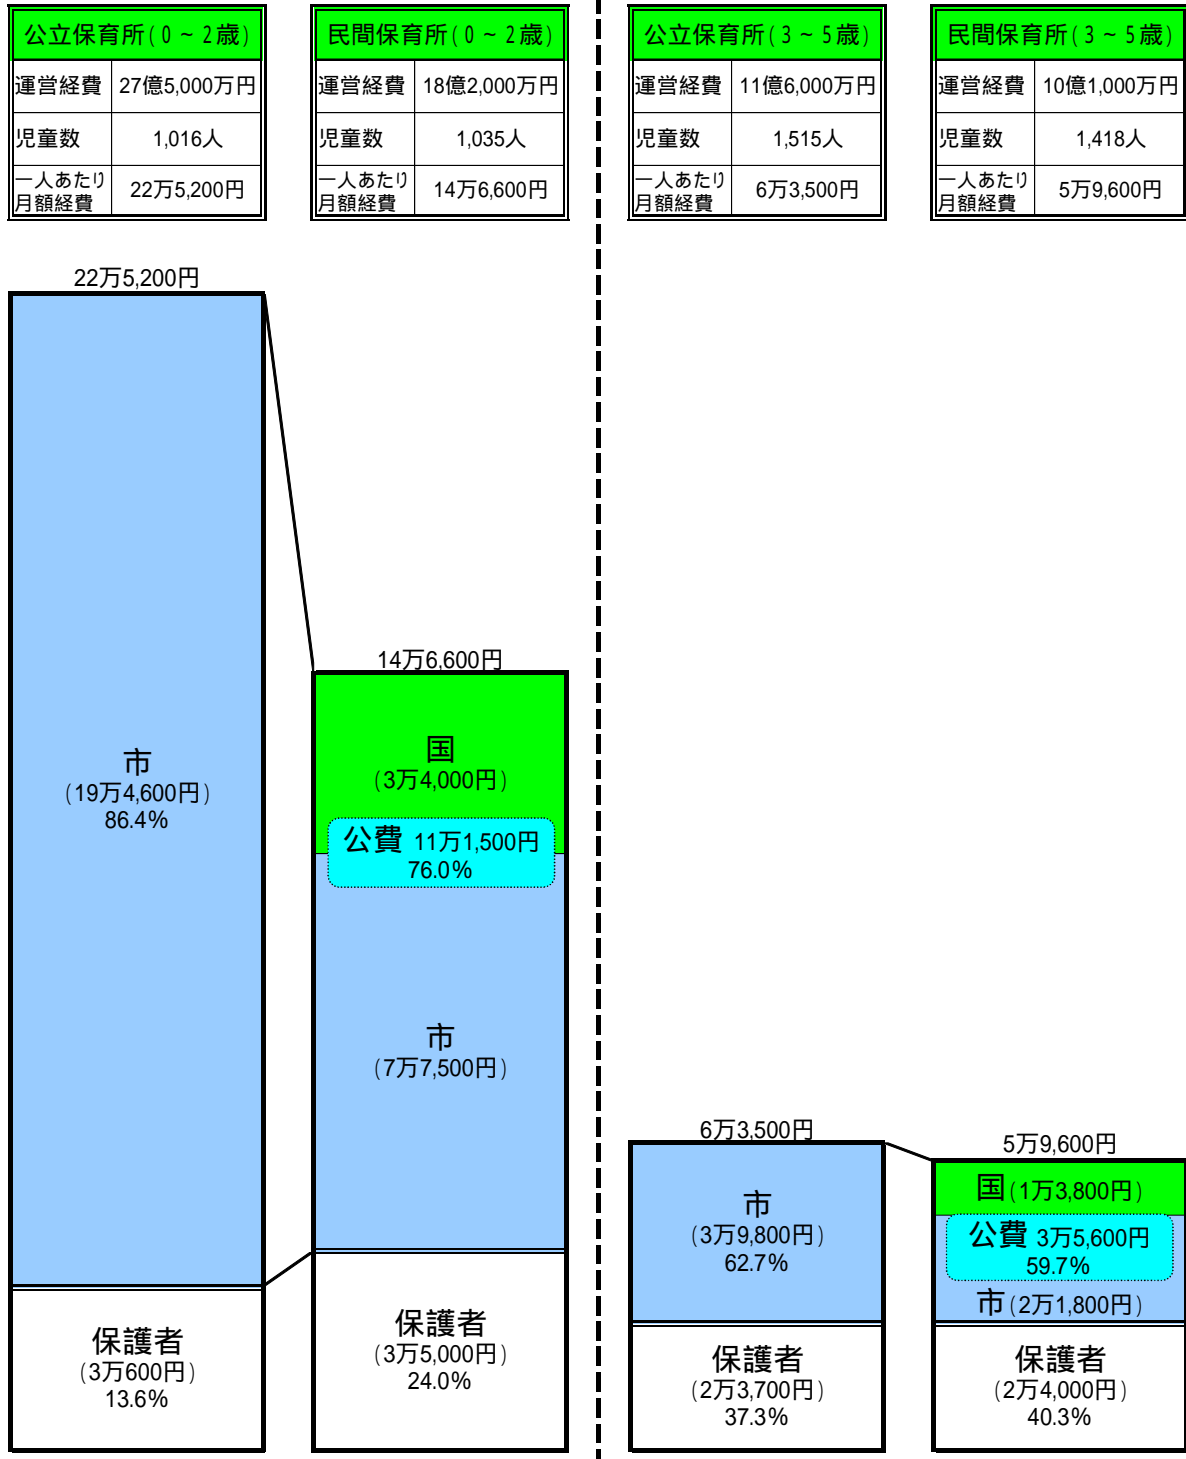 公立保育所(0～2歳)
運営経費 27億5,000万円
児童数 1,016人
一人あたり
月額経費 22万5,200円
民間保育所(0～2歳)
運営経費 18億2,000万円
児童数 1,035人
一人あたり
月額経費 14万6,600円
公立保育所(3～5歳)
運営経費 11億6,000万円
児童数 1,515人
一人あたり
月額経費 6万3,500円
民間保育所(3～5歳)
運営経費 10億1,000万円
児童数 1,418人
一人あたり
月額経費 5万9,600円
22万5,200円
市
(19万4,600円)
86.4%
保護者
(3万600円)
13.6%
14万6,600円
国
(3万4,000円)
公費 11万1,500円
76.0%
市
(7万7,500円)
保護者
(3万5,000円)
24.0%
6万3,500円
市
(3万9,800円)
62.7%
保護者
(2万3,700円)
37.3%
5万9,600円
国(1万3,800円)
公費 3万5,600円
59.7%
市(2万1,800円)
保護者
(2万4,000円)
40.3%